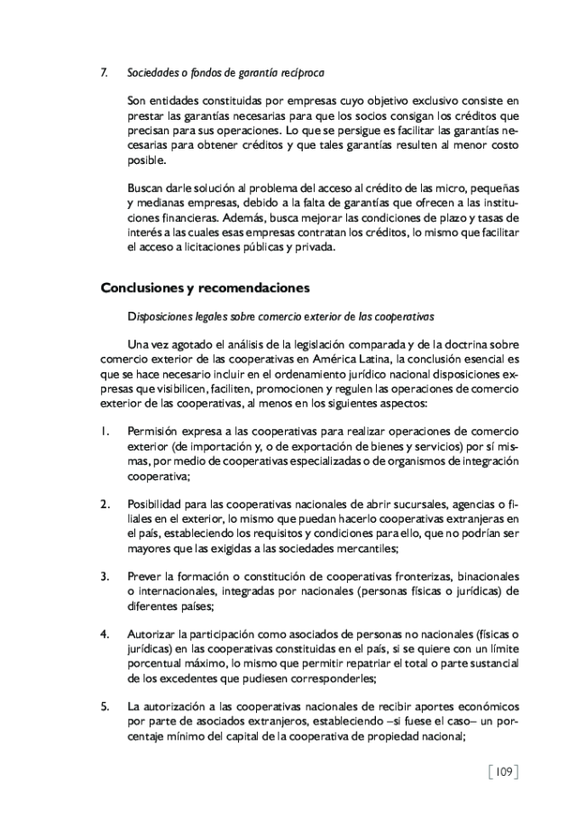 7. Sociedades o fondos de garantía recíproca
Son entidades constituidas por empresas cuyo objetivo exclusivo consiste en
prestar las garantías necesarias para que los socios consigan los créditos que
precisan para sus operaciones. Lo que se persigue es facilitar las garantías ne-
cesarias para obtener créditos y que tales garantías resulten al menor costo
posible.
Buscan darle solución al problema del acceso al crédito de las micro, pequeñas
y medianas empresas, debido a la falta de garantías que ofrecen a las institu-
ciones financieras. Además, busca mejorar las condiciones de plazo y tasas de
interés a las cuales esas empresas contratan los créditos, lo mismo que facilitar
el acceso a licitaciones públicas y privada.
Conclusiones y recomendaciones
Disposiciones legales sobre comercio exterior de las cooperativas
Una vez agotado el análisis de la legislación comparada y de la doctrina sobre
comercio exterior de las cooperativas en América Latina, la conclusión esencial es
que se hace necesario incluir en el ordenamiento jurídico nacional disposiciones ex-
presas que visibilicen, faciliten, promocionen y regulen las operaciones de comercio
exterior de las cooperativas, al menos en los siguientes aspectos:
1. Permisión expresa a las cooperativas para realizar operaciones de comercio
exterior (de importación y, o de exportación de bienes y servicios) por sí mis-
mas, por medio de cooperativas especializadas o de organismos de integración
cooperativa;
2. Posibilidad para las cooperativas nacionales de abrir sucursales, agencias o fi-
liales en el exterior, lo mismo que puedan hacerlo cooperativas extranjeras en
el país, estableciendo los requisitos y condiciones para ello, que no podrían ser
mayores que las exigidas a las sociedades mercantiles;
3. Prever la formación o constitución de cooperativas fronterizas, binacionales
o internacionales, integradas por nacionales (personas físicas o jurídicas) de
diferentes países;
4. Autorizar la participación como asociados de personas no nacionales (físicas o
jurídicas) en las cooperativas constituidas en el país, si se quiere con un límite
porcentual máximo, lo mismo que permitir repatriar el total o parte sustancial
de los excedentes que pudiesen corresponderles;
5. La autorización a las cooperativas nacionales de recibir aportes económicos
por parte de asociados extranjeros, estableciendo –si fuese el caso– un por-
centaje mínimo del capital de la cooperativa de propiedad nacional;
[109]